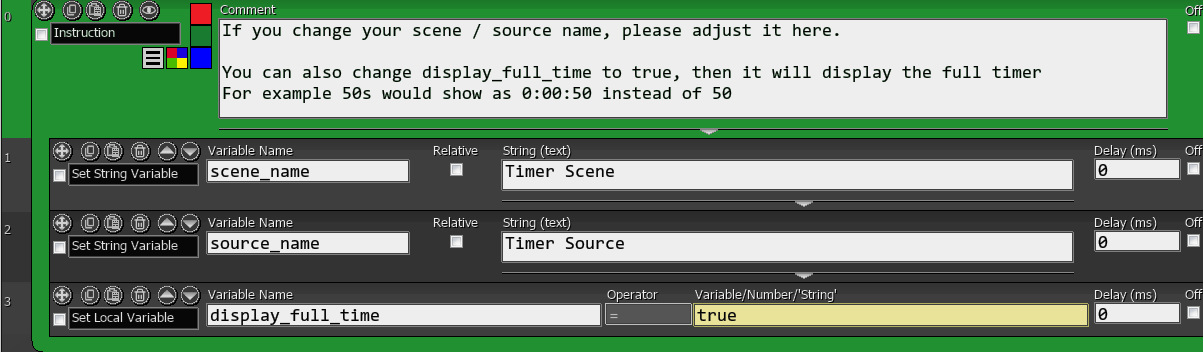 0
Comment
Off
Instruction
If you change your scene / source name, please adjust it here.
You can also change display_full_time to true, then it will display the full timer
For example 50s would show as 0:00:50 instead of 50
1
Variable Name
Relative
String (text)
Delay (ms)
Off
Set String Variable
scene_name
Timer Scene
0
2
Variable Name
Relative
String (text)
Delay (ms)
Off
Set String Variable
source_name
Timer Source
0
3
Variable Name
Operator
Variable/Number/'String'
Delay (ms)
Off
Set Local Variable
display_full_time
=
true
0